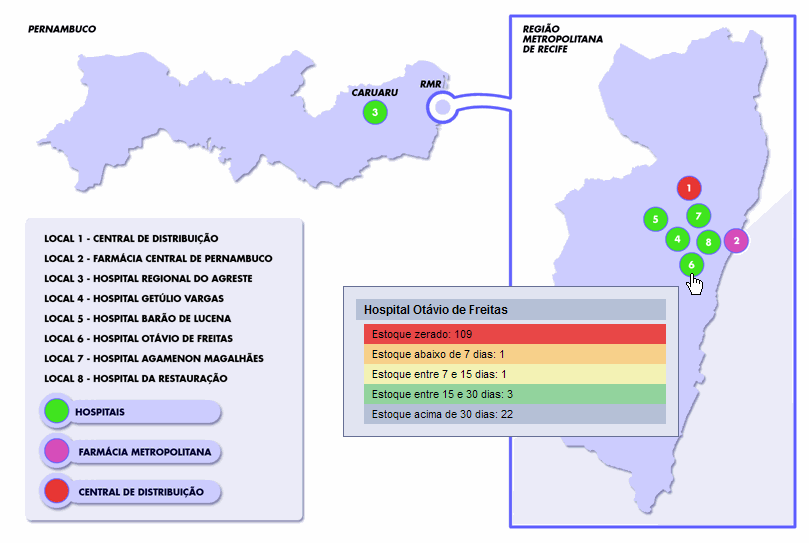 PERNAMBUCO
CARUARU
RMR
3
REGIÃO
METROPOLITANA
DE RECIFE
1
5
7
4
8
2
6
LOCAL 1 - CENTRAL DE DISTRIBUIÇÃO
LOCAL 2 - FARMÁCIA CENTRAL DE PERNAMBUCO
LOCAL 3 - HOSPITAL REGIONAL DO AGRESTE
LOCAL 4 - HOSPITAL GETÚLIO VARGAS
LOCAL 5 - HOSPITAL BARÃO DE LUCENA
LOCAL 6 - HOSPITAL OTÁVIO DE FREITAS
LOCAL 7 - HOSPITAL AGAMENON MAGALHÃES
LOCAL 8 - HOSPITAL DA RESTAURAÇÃO
HOSPITAIS
FARMÁCIA METROPOLITANA
CENTRAL DE DISTRIBUIÇÃO
Hospital Otávio de Freitas
Estoque zerado: 109
Estoque abaixo de 7 dias: 1
Estoque entre 7 e 15 dias: 1
Estoque entre 15 e 30 dias: 3
Estoque acima de 30 dias: 22